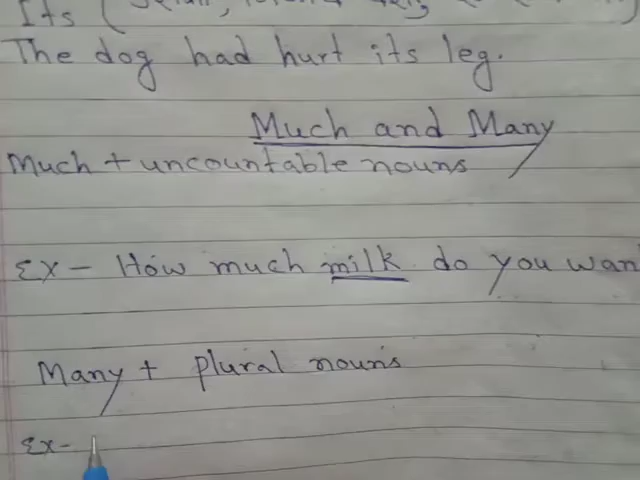 Its (
The dog had hurt its leg.
Much and Many
Much + uncountable nouns
Ex - How much milk do you wan
Many + plural nouns
Ex -